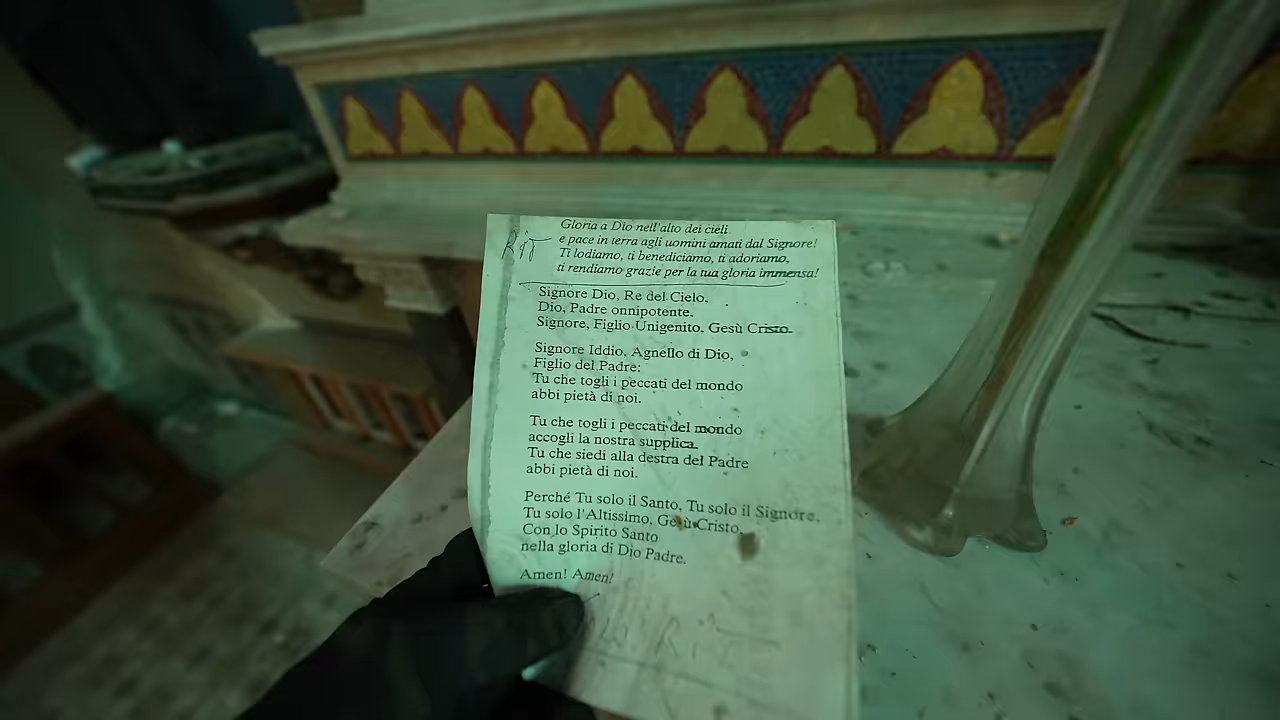 Gloria a Dio nell'alto dei cieli
Rit e pace in terra agli uomini amati dal Signore!
Ti lodiamo, ti benediciamo, ti adoriamo,
ti rendiamo grazie per la tua gloria immensa!
Signore Dio, Re del Cielo.
Dio, Padre onnipotente.
Signore, Figlio Unigenito, Gesù Cristo.
Signore Iddio, Agnello di Dio,
Figlio del Padre:
Tu che togli i peccati del mondo
abbi pietà di noi.
Tu che togli i peccati del mondo
accogli la nostra supplica.
Tu che siedi alla destra del Padre
abbi pietà di noi.
Perché Tu solo il Santo, Tu solo il Signore,
Tu solo l'Altissimo, Gesù Cristo,
Con lo Spirito Santo
nella gloria di Dio Padre.
Amen! Amen!
Rit